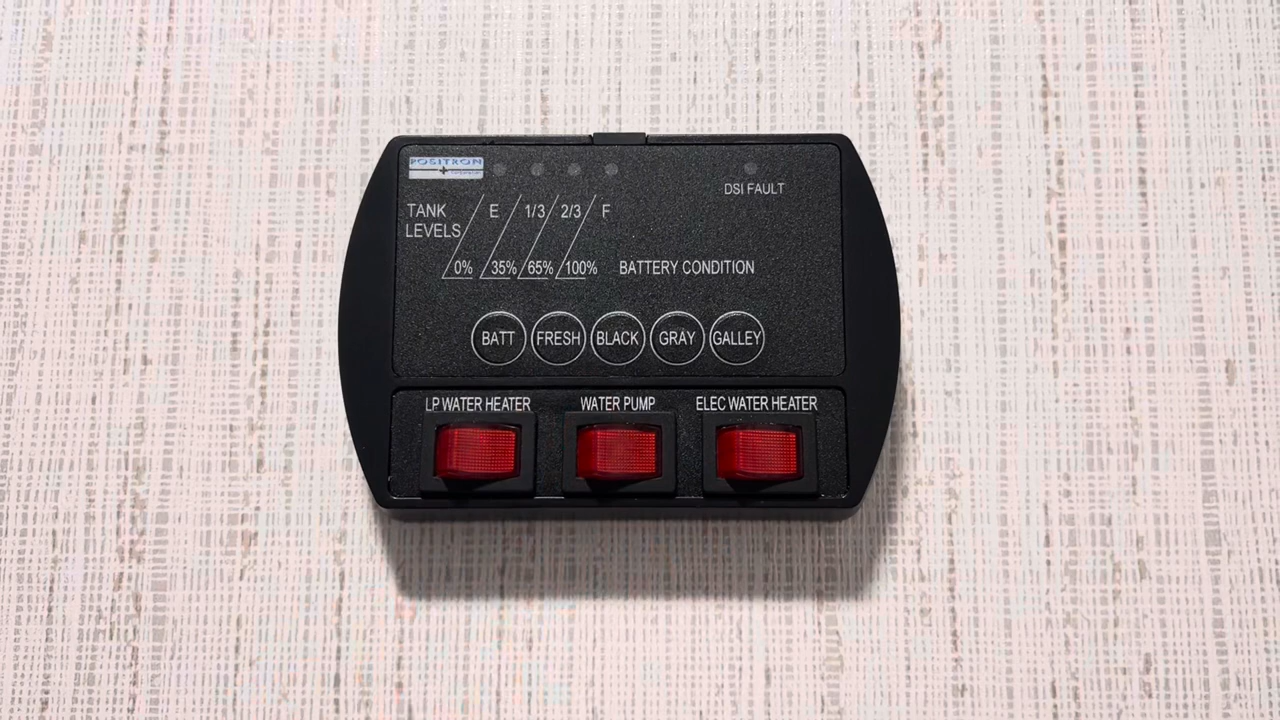 POSITRON
DSI FAULT
TANK LEVELS
E 1/3 2/3 F
0% 35% 65% 100% BATTERY CONDITION
BATT FRESH BLACK GRAY GALLEY
LP WATER HEATER WATER PUMP ELEC WATER HEATER